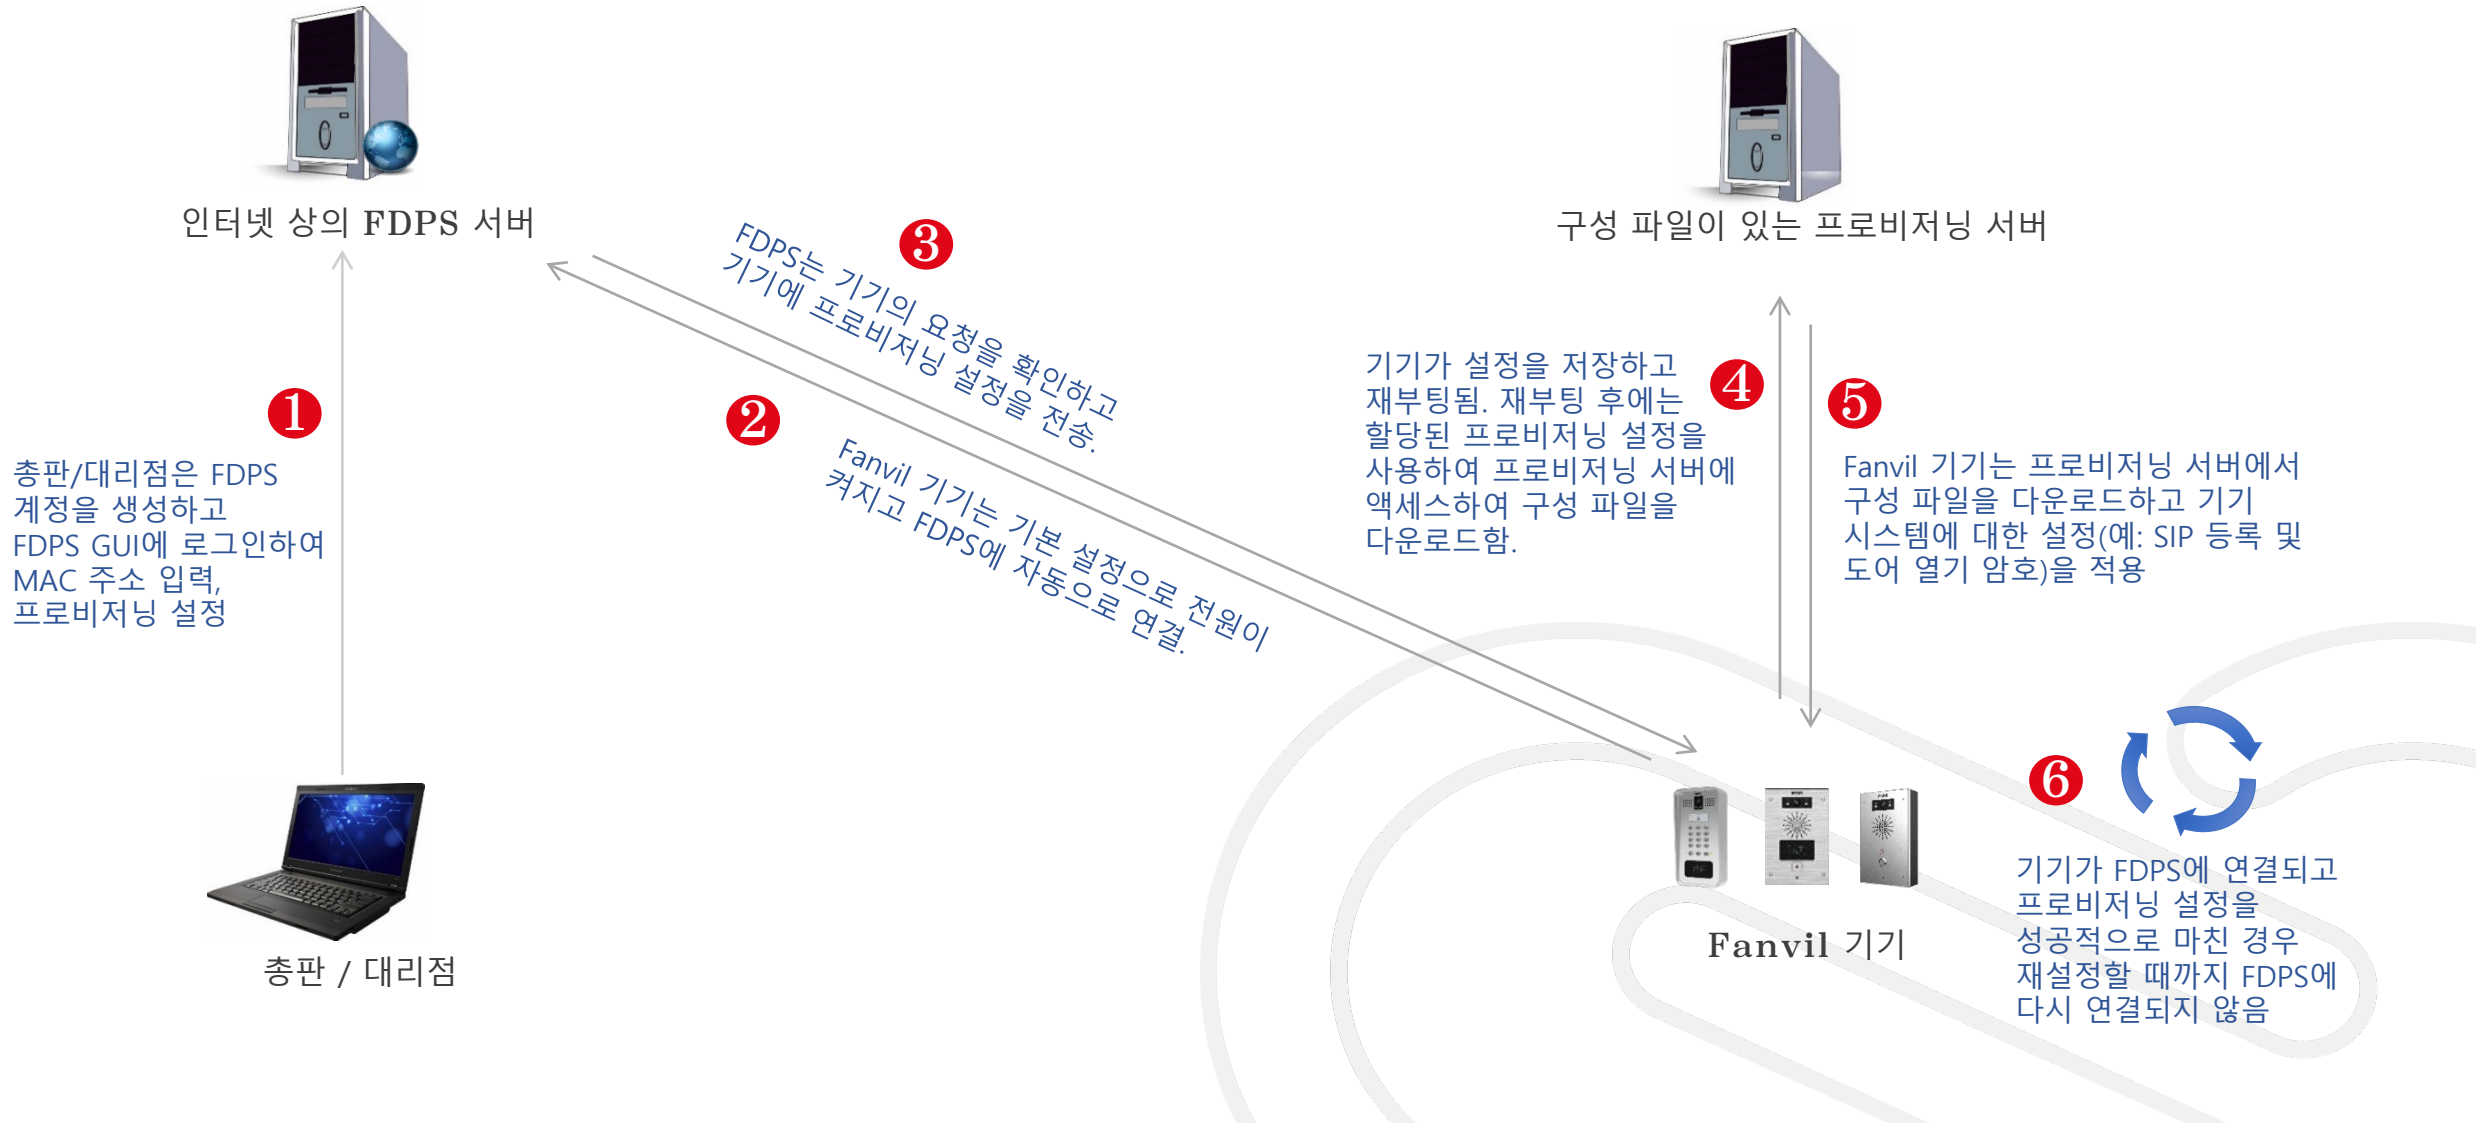 인터넷 상의 FDPS 서버
구성 파일이 있는 프로비저닝 서버
1
총판/대리점은 FDPS
계정을 생성하고
FDPS GUI에 로그인하여
MAC 주소 입력,
프로비저닝 설정
2
Fanvil 기기는 기본 설정으로 전원이
켜지고 FDPS에 자동으로 연결.
3
FDPS는 기기의 요청을 확인하고
기기에 프로비저닝 설정을 전송.
4
기기가 설정을 저장하고
재부팅됨. 재부팅 후에는
할당된 프로비저닝 설정을
사용하여 프로비저닝 서버에
액세스하여 구성 파일을
다운로드함.
5
Fanvil 기기는 프로비저닝 서버에서
구성 파일을 다운로드하고 기기
시스템에 대한 설정(예: SIP 등록 및
도어 열기 암호)을 적용
6
기기가 FDPS에 연결되고
프로비저닝 설정을
성공적으로 마친 경우
재설정할 때까지 FDPS에
다시 연결되지 않음
총판 / 대리점
Fanvil 기기